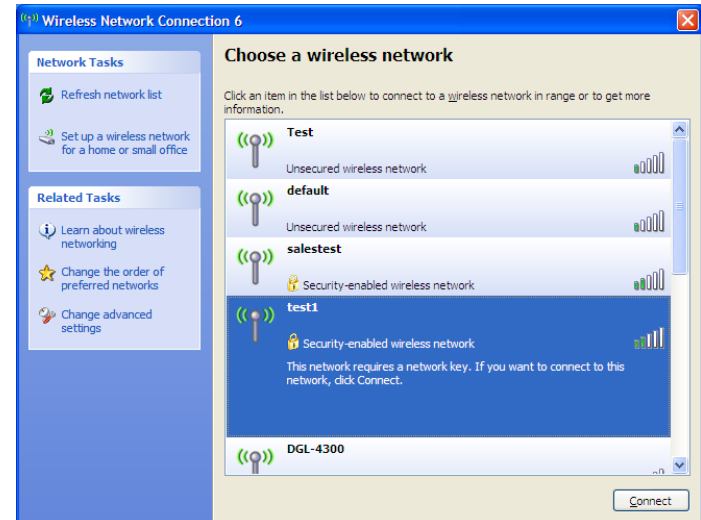 Wireless Network Connection 6
Network Tasks
Refresh network list
Set up a wireless network
for a home or small office
Related Tasks
Learn about wireless
networking
Change the order of
preferred networks
Change advanced
settings
Choose a wireless network
Click an item in the list below to connect to a wireless network in range or to get more
information.
Test
Unsecured wireless network
default
Unsecured wireless network
salestest
Security-enabled wireless network
test1
Security-enabled wireless network
This network requires a network key. If you want to connect to this
network, click Connect.
DGL-4300
Connect